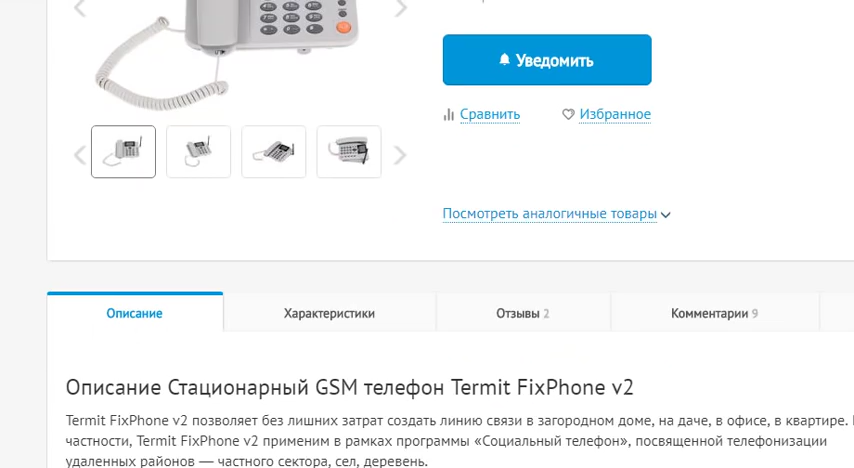 Уведомить
Сравнить
Избранное
Посмотреть аналогичные товары
Описание
Характеристики
Отзывы 2
Комментарии 9
Описание Стационарный GSM телефон Termit FixPhone v2
Termit FixPhone v2 позволяет без лишних затрат создать линию связи в загородном доме, на даче, в офисе, в квартире.
частности, Termit FixPhone v2 применим в рамках программы «Социальный телефон», посвященной телефонизации
удаленных районов — частного сектора, сел, деревень.